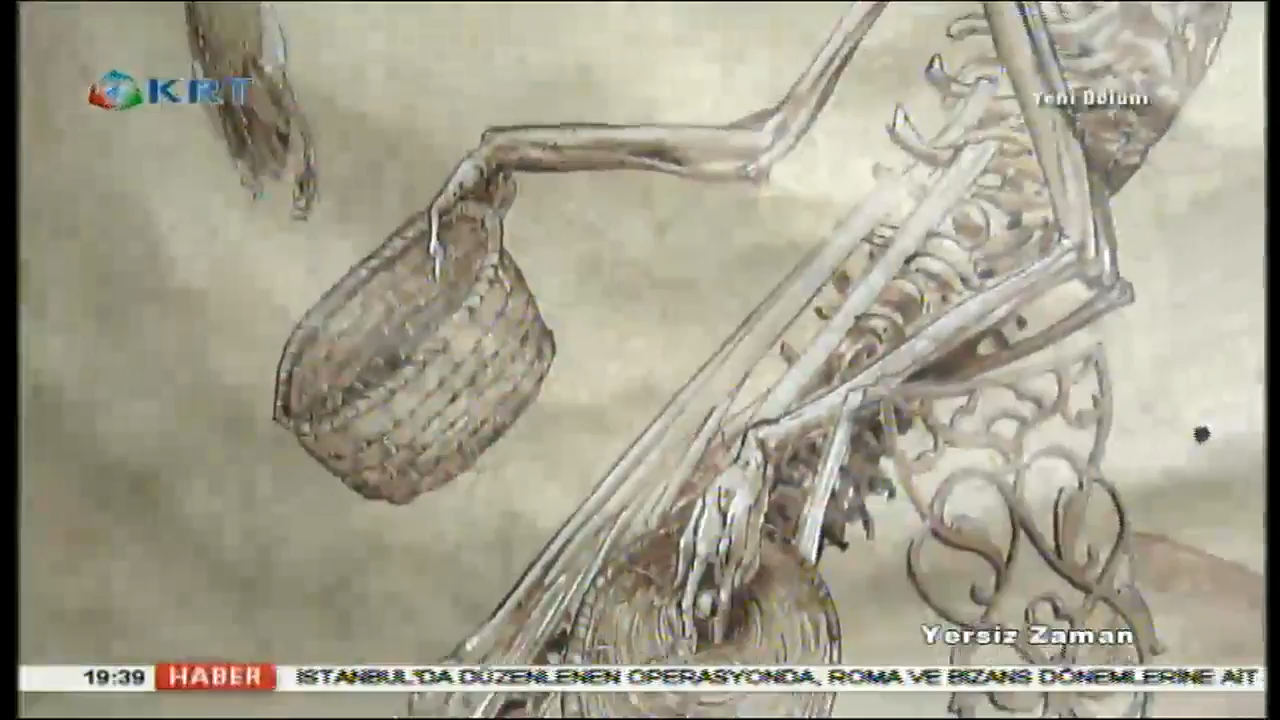 KRT
Yeni Bölüm
Yersiz Zaman
19:39 HABER İSTANBUL'DA DÜZENLENEN OPERASYONDA, ROMA VE BİZANS DÖNEMLERİNE AİT